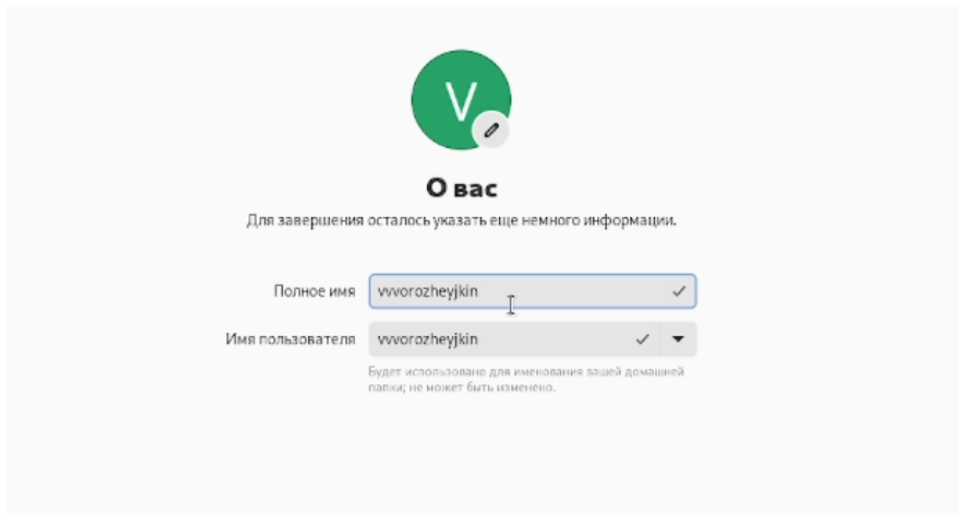 V
О вас
Для завершения осталось указать еще немного информации.
Полное имя vvvorozheyjkin
Имя пользователя vvvorozheyjkin
Будет использовано для именования вашей домашней
папки; не может быть изменено.